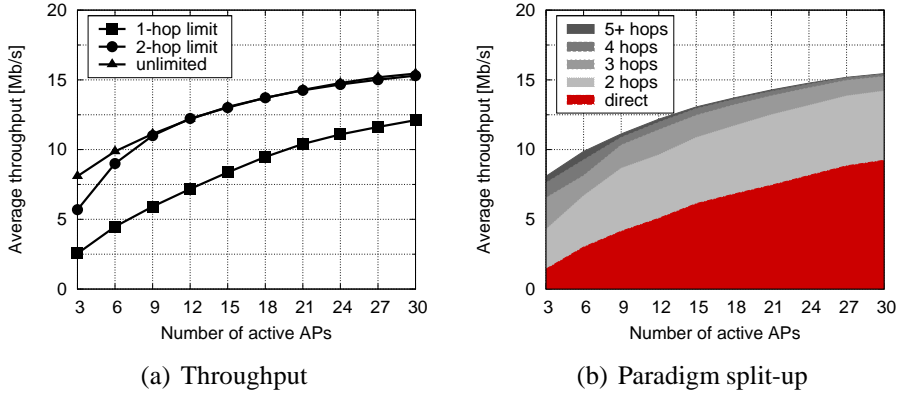 20
15
10
5
0
3 6 9 12 15 18 21 24 27 30
Average throughput [Mb/s]
Number of active APs
1-hop limit
2-hop limit
unlimited
(a) Throughput
20
15
10
5
0
3 6 9 12 15 18 21 24 27 30
Average throughput [Mb/s]
Number of active APs
5+ hops
4 hops
3 hops
2 hops
direct
(b) Paradigm split-up